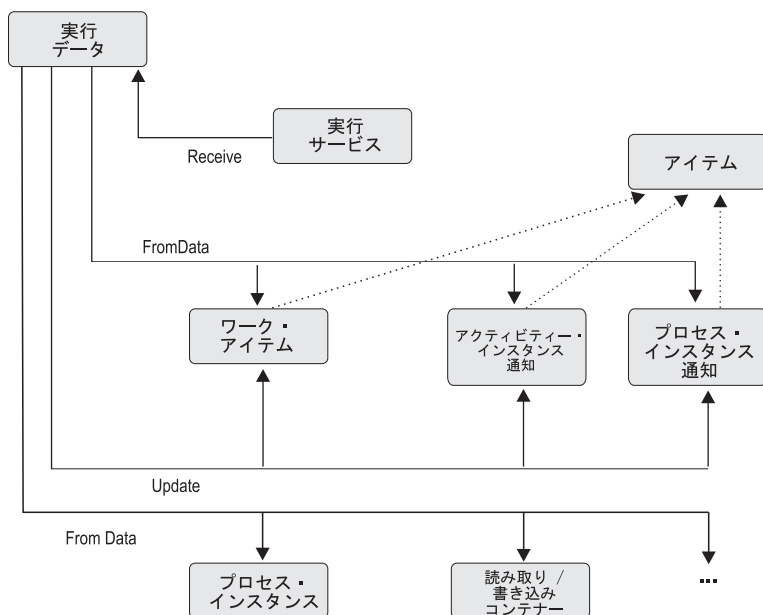 実行
データ
実行
サービス
Receive
アイテム
FromData
ワーク・
アイテム
アクティビティー・
インスタンス
通知
プロセス・
インスタンス
通知
Update
From Data
プロセス・
インスタンス
読み取り /
書き込み
コンテナー
...